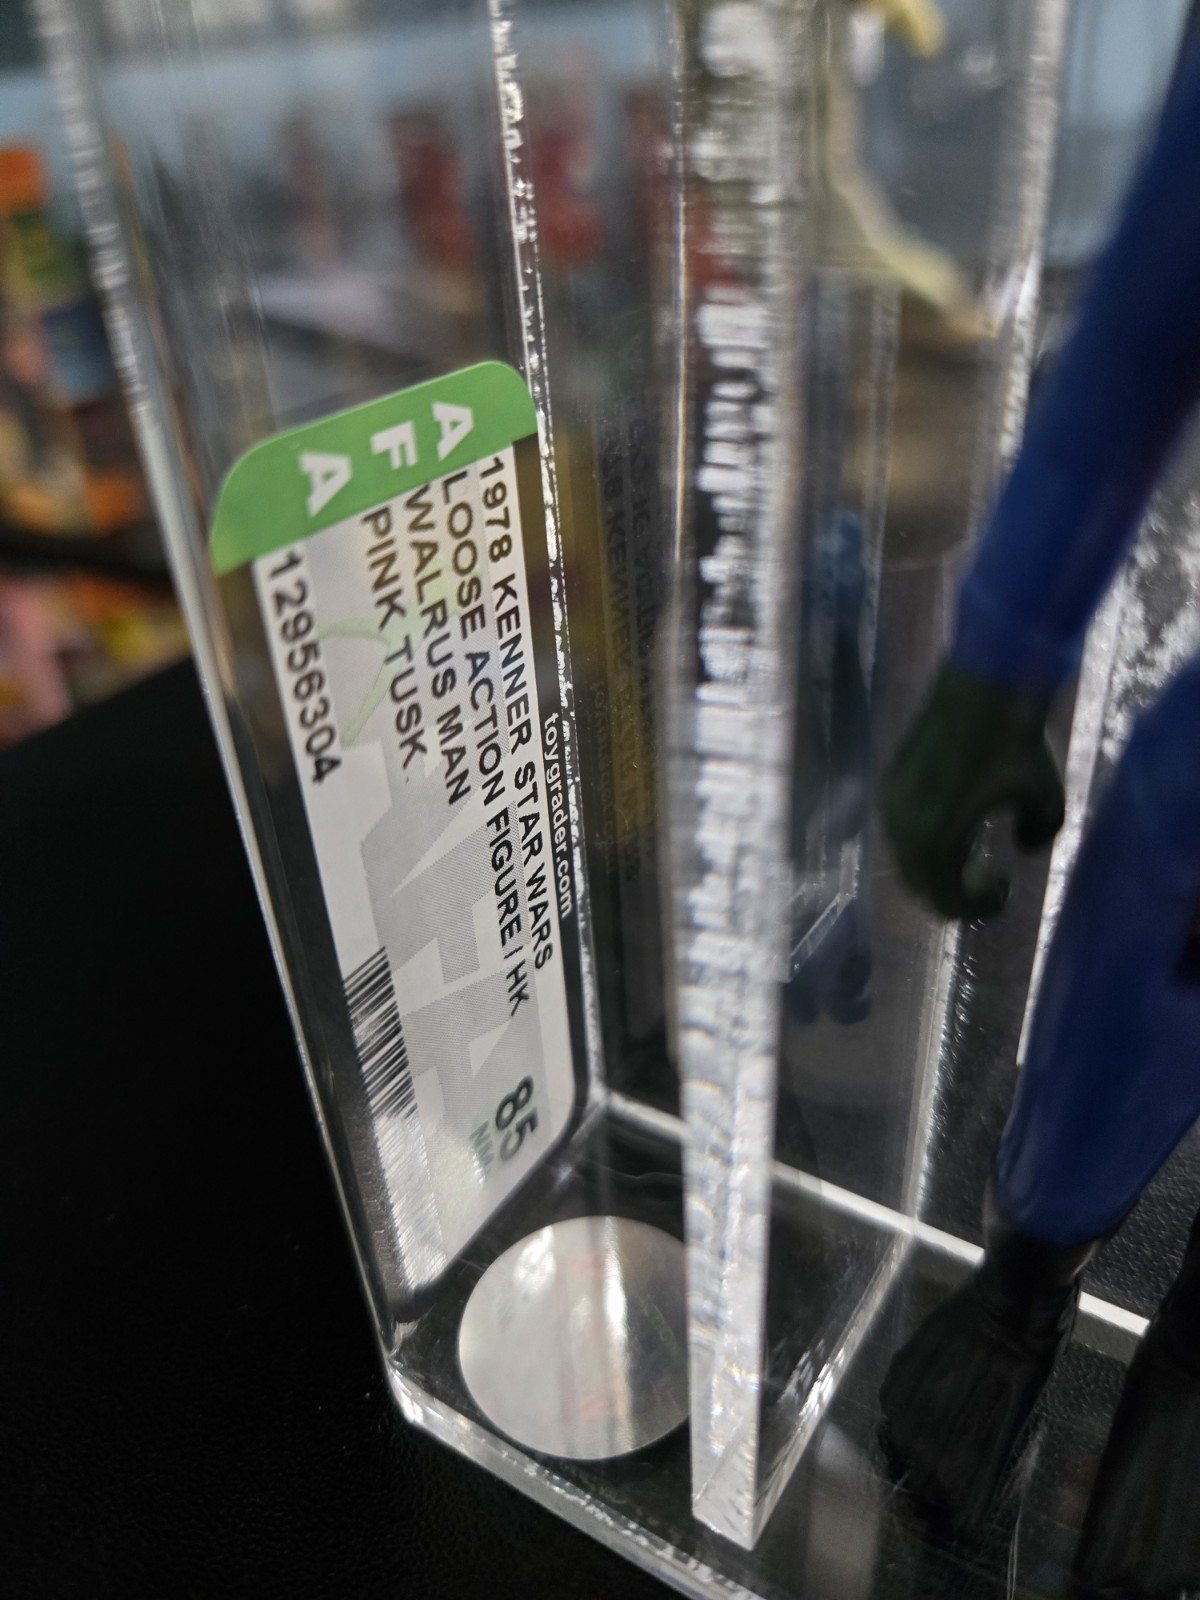 AFA
toygrader.com
1978 KENNER STAR WARS
LOOSE ACTION FIGURE / HK
WALRUS MAN
PINK TUSK.
12956304
85